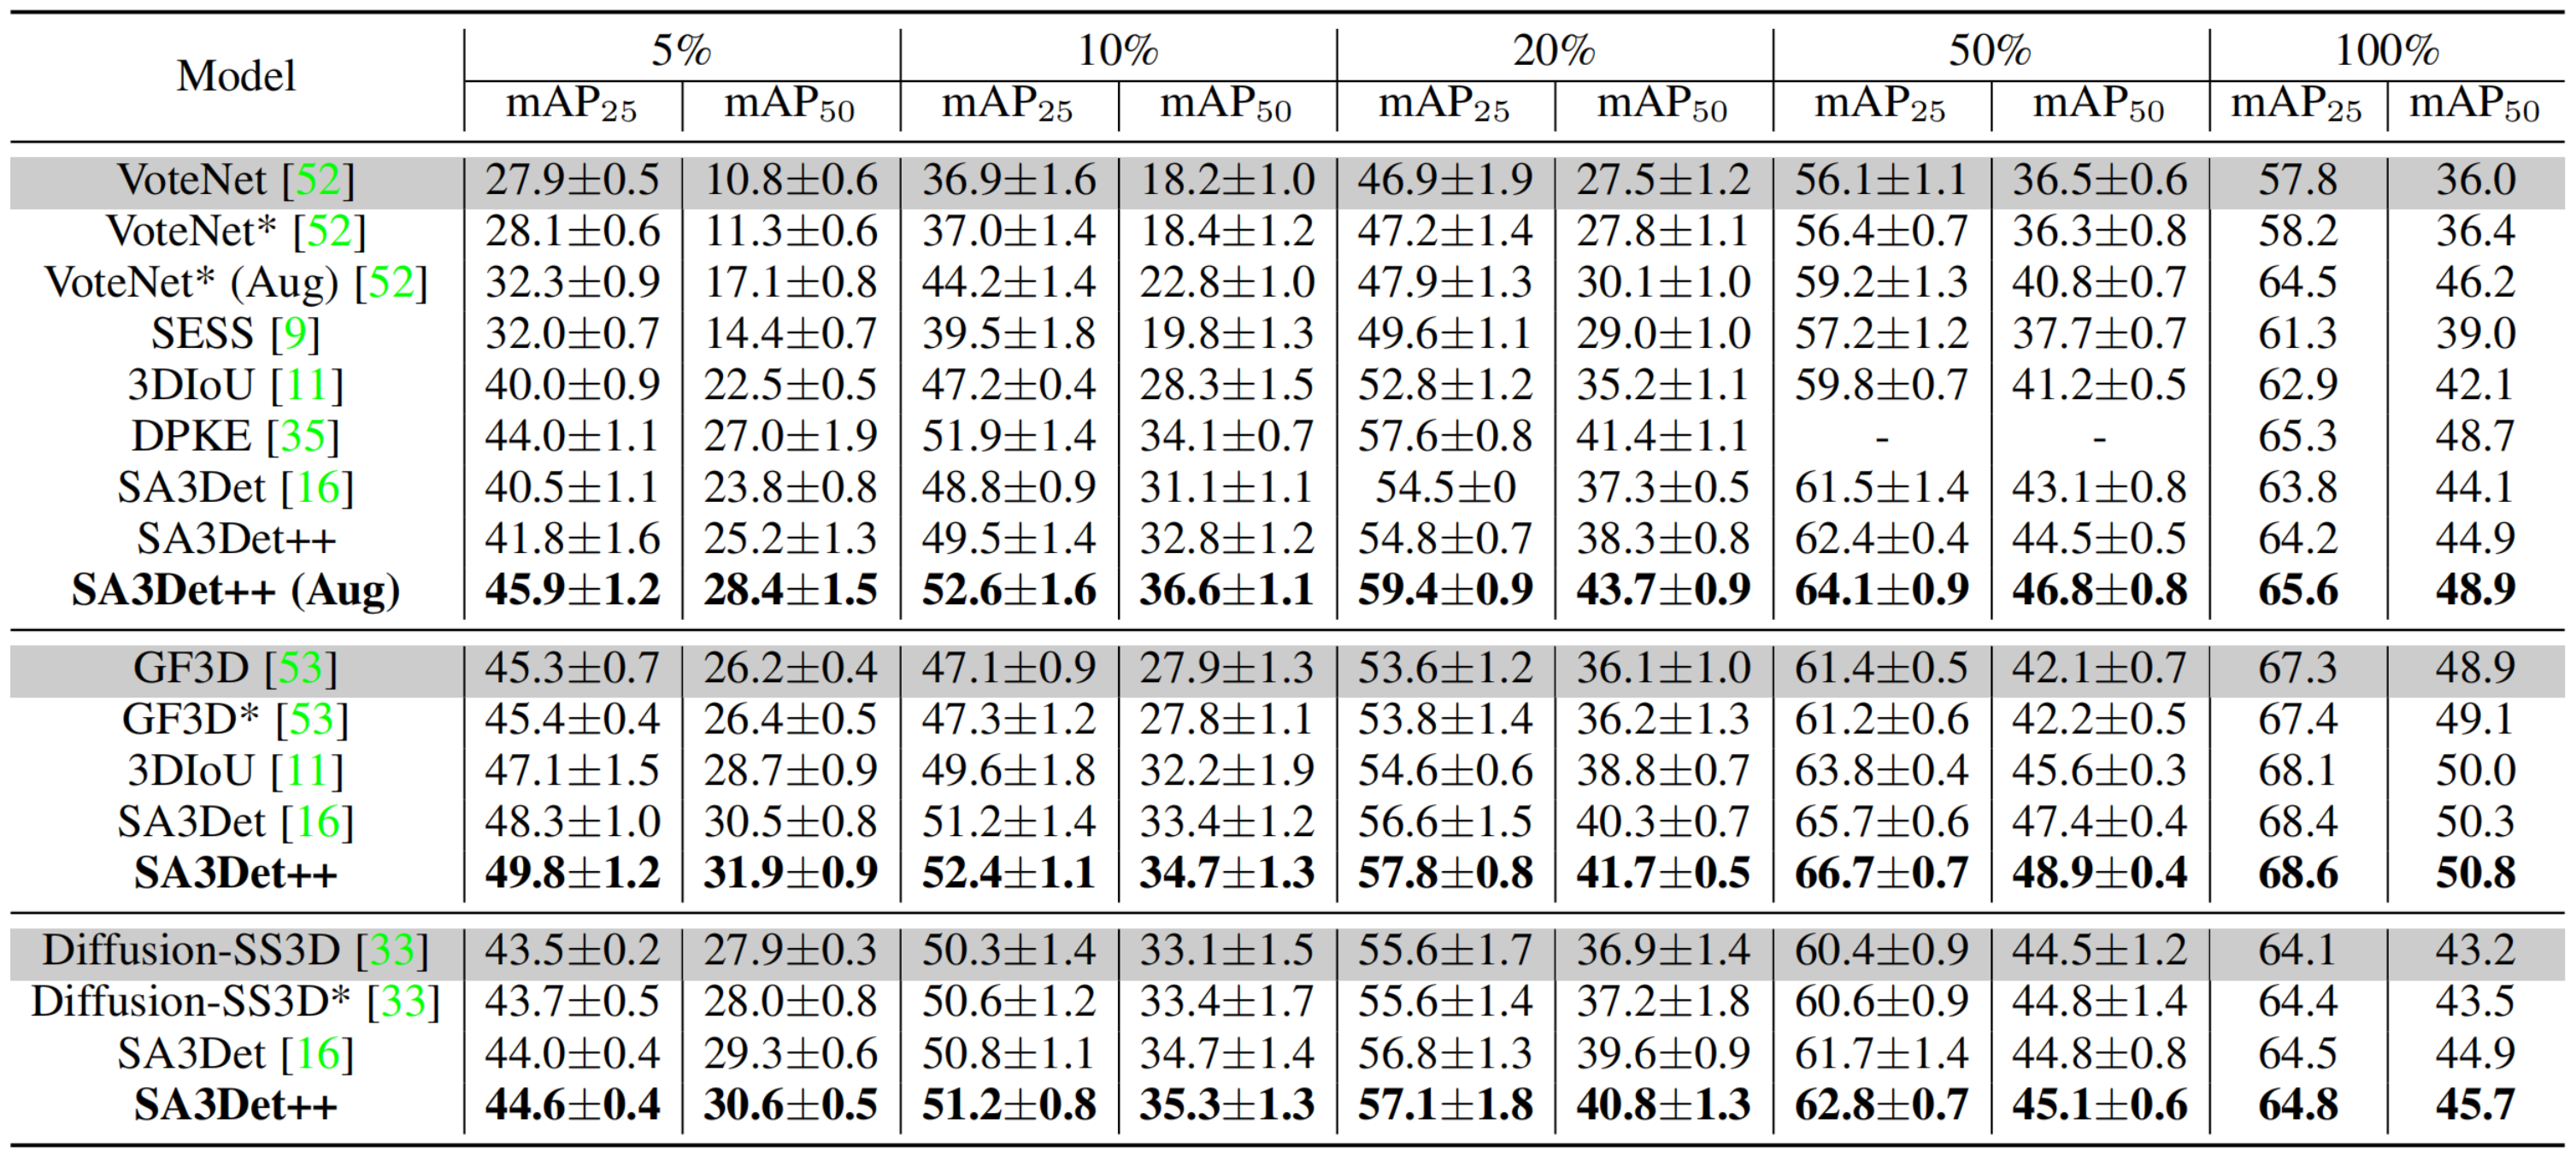 Model 5% 10% 20% 50% 100%
mAP₂₅ mAP₅₀ mAP₂₅ mAP₅₀ mAP₂₅ mAP₅₀ mAP₂₅ mAP₅₀ mAP₂₅ mAP₅₀
VoteNet [52] 27.9±0.5 10.8±0.6 36.9±1.6 18.2±1.0 46.9±1.9 27.5±1.2 56.1±1.1 36.5±0.6 57.8 36.0
VoteNet* [52] 28.1±0.6 11.3±0.6 37.0±1.4 18.4±1.2 47.2±1.4 27.8±1.1 56.4±0.7 36.3±0.8 58.2 36.4
VoteNet* (Aug) [52] 32.3±0.9 17.1±0.8 44.2±1.4 22.8±1.0 47.9±1.3 30.1±1.0 59.2±1.3 40.8±0.7 64.5 46.2
SESS [9] 32.0±0.7 14.4±0.7 39.5±1.8 19.8±1.3 49.6±1.1 29.0±1.0 57.2±1.2 37.7±0.7 61.3 39.0
3DIoU [11] 40.0±0.9 22.5±0.5 47.2±0.4 28.3±1.5 52.8±1.2 35.2±1.1 59.8±0.7 41.2±0.5 62.9 42.1
DPKE [35] 44.0±1.1 27.0±1.9 51.9±1.4 34.1±0.7 57.6±0.8 41.4±1.1 - - 65.3 48.7
SA3Det [16] 40.5±1.1 23.8±0.8 48.8±0.9 31.1±1.1 54.5±0 37.3±0.5 61.5±1.4 43.1±0.8 63.8 44.1
SA3Det++ 41.8±1.6 25.2±1.3 49.5±1.4 32.8±1.2 54.8±0.7 38.3±0.8 62.4±0.4 44.5±0.5 64.2 44.9
SA3Det++ (Aug) 45.9±1.2 28.4±1.5 52.6±1.6 36.6±1.1 59.4±0.9 43.7±0.9 64.1±0.9 46.8±0.8 65.6 48.9
GF3D [53] 45.3±0.7 26.2±0.4 47.1±0.9 27.9±1.3 53.6±1.2 36.1±1.0 61.4±0.5 42.1±0.7 67.3 48.9
GF3D* [53] 45.4±0.4 26.4±0.5 47.3±1.2 27.8±1.1 53.8±1.4 36.2±1.3 61.2±0.6 42.2±0.5 67.4 49.1
3DIoU [11] 47.1±1.5 28.7±0.9 49.6±1.8 32.2±1.9 54.6±0.6 38.8±0.7 63.8±0.4 45.6±0.3 68.1 50.0
SA3Det [16] 48.3±1.0 30.5±0.8 51.2±1.4 33.4±1.2 56.6±1.5 40.3±0.7 65.7±0.6 47.4±0.4 68.4 50.3
SA3Det++ 49.8±1.2 31.9±0.9 52.4±1.1 34.7±1.3 57.8±0.8 41.7±0.5 66.7±0.7 48.9±0.4 68.6 50.8
Diffusion-SS3D [33] 43.5±0.2 27.9±0.3 50.3±1.4 33.1±1.5 55.6±1.7 36.9±1.4 60.4±0.9 44.5±1.2 64.1 43.2
Diffusion-SS3D* [33] 43.7±0.5 28.0±0.8 50.6±1.2 33.4±1.7 55.6±1.4 37.2±1.8 60.6±0.9 44.8±1.4 64.4 43.5
SA3Det [16] 44.0±0.4 29.3±0.6 50.8±1.1 34.7±1.4 56.8±1.3 39.6±0.9 61.7±1.4 44.8±0.8 64.5 44.9
SA3Det++ 44.6±0.4 30.6±0.5 51.2±0.8 35.3±1.3 57.1±1.8 40.8±1.3 62.8±0.7 45.1±0.6 64.8 45.7